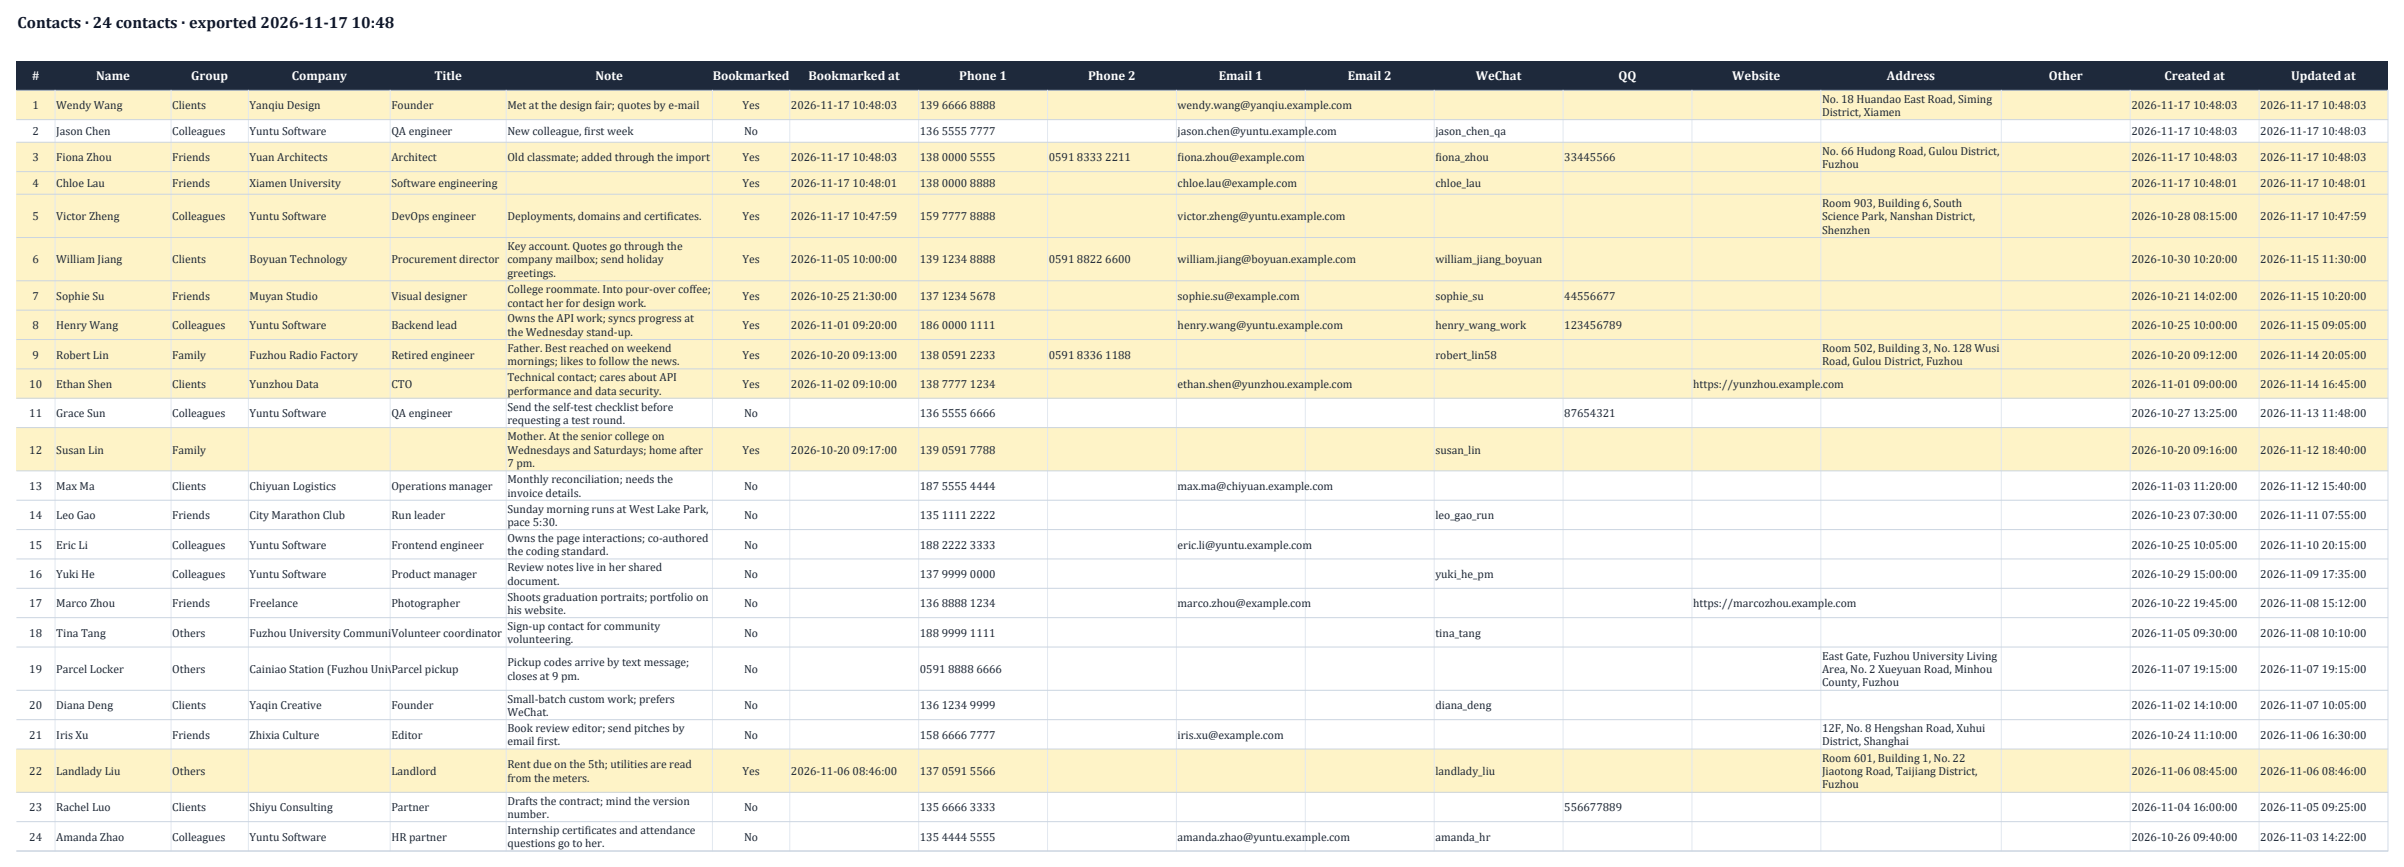 Contacts · 24 contacts · exported 2026-11-17 10:48
# Name Group Company Title Note Bookmarked Bookmarked at Phone 1 Phone 2 Email 1 Email 2 WeChat QQ Website Address Other Created at Updated at
1 Wendy Wang Clients Yanqiu Design Founder Met at the design fair; quotes by e-mail Yes 2026-11-17 10:48:03 139 6666 8888 wendy.wang@yanqiu.example.com No. 18 Huandao East Road, Siming District, Xiamen 2026-11-17 10:48:03 2026-11-17 10:48:03
2 Jason Chen Colleagues Yuntu Software QA engineer New colleague, first week No 136 5555 7777 jason.chen@yuntu.example.com jason_chen_qa 2026-11-17 10:48:03 2026-11-17 10:48:03
3 Fiona Zhou Friends Yuan Architects Architect Old classmate; added through the import Yes 2026-11-17 10:48:03 138 0000 5555 0591 8333 2211 fiona.zhou@example.com fiona_zhou 33445566 No. 66 Hudong Road, Gulou District, Fuzhou 2026-11-17 10:48:03 2026-11-17 10:48:03
4 Chloe Lau Friends Xiamen University Software engineering Yes 2026-11-17 10:48:01 138 0000 8888 chloe.lau@example.com chloe_lau 2026-11-17 10:48:01 2026-11-17 10:48:01
5 Victor Zheng Colleagues Yuntu Software DevOps engineer Deployments, domains and certificates. Yes 2026-11-17 10:47:59 159 7777 8888 victor.zheng@yuntu.example.com Room 903, Building 6, South Science Park, Nanshan District, Shenzhen 2026-10-28 08:15:00 2026-11-17 10:47:59
6 William Jiang Clients Boyuan Technology Procurement director Key account. Quotes go through the company mailbox; send holiday greetings. Yes 2026-11-05 10:00:00 139 1234 8888 0591 8822 6600 william.jiang@boyuan.example.com william_jiang_boyuan 2026-10-30 10:20:00 2026-11-15 11:30:00
7 Sophie Su Friends Muyan Studio Visual designer College roommate. Into pour-over coffee; contact her for design work. Yes 2026-10-25 21:30:00 137 1234 5678 sophie.su@example.com sophie_su 44556677 2026-10-21 14:02:00 2026-11-15 10:20:00
8 Henry Wang Colleagues Yuntu Software Backend lead Owns the API work; syncs progress at the Wednesday stand-up. Yes 2026-11-01 09:20:00 186 0000 1111 henry.wang@yuntu.example.com henry_wang_work 123456789 2026-10-25 10:00:00 2026-11-15 09:05:00
9 Robert Lin Family Fuzhou Radio Factory Retired engineer Father. Best reached on weekend mornings; likes to follow the news. Yes 2026-10-20 09:13:00 138 0591 2233 0591 8336 1188 robert_lin58 Room 502, Building 3, No. 128 Wusi Road, Gulou District, Fuzhou 2026-10-20 09:12:00 2026-11-14 20:05:00
10 Ethan Shen Clients Yunzhou Data CTO Technical contact; cares about API performance and data security. Yes 2026-11-02 09:10:00 138 7777 1234 ethan.shen@yunzhou.example.com https://yunzhou.example.com 2026-11-01 09:00:00 2026-11-14 16:45:00
11 Grace Sun Colleagues Yuntu Software QA engineer Send the self-test checklist before requesting a test round. No 136 5555 6666 87654321 2026-10-27 13:25:00 2026-11-13 11:48:00
12 Susan Lin Family Mother. At the senior college on Wednesdays and Saturdays; home after 7 pm. Yes 2026-10-20 09:17:00 139 0591 7788 susan_lin 2026-10-20 09:16:00 2026-11-12 18:40:00
13 Max Ma Clients Chiyuan Logistics Operations manager Monthly reconciliation; needs the invoice details. No 187 5555 4444 max.ma@chiyuan.example.com 2026-11-03 11:20:00 2026-11-12 15:40:00
14 Leo Gao Friends City Marathon Club Run leader Sunday morning runs at West Lake Park, pace 5:30. No 135 1111 2222 leo_gao_run 2026-10-23 07:30:00 2026-11-11 07:55:00
15 Eric Li Colleagues Yuntu Software Frontend engineer Owns the page interactions; co-authored the coding standard. No 188 2222 3333 eric.li@yuntu.example.com 2026-10-25 10:05:00 2026-11-10 20:15:00
16 Yuki He Colleagues Yuntu Software Product manager Review notes live in her shared document. No 137 9999 0000 yuki_he_pm 2026-10-29 15:00:00 2026-11-09 17:35:00
17 Marco Zhou Friends Freelance Photographer Shoots graduation portraits; portfolio on his website. No 136 8888 1234 marco.zhou@example.com https://marcozhou.example.com 2026-10-22 19:45:00 2026-11-08 15:12:00
18 Tina Tang Others Fuzhou University Communi Volunteer coordinator Sign-up contact for community volunteering. No 188 9999 1111 tina_tang 2026-11-05 09:30:00 2026-11-08 10:10:00
19 Parcel Locker Others Cainiao Station (Fuzhou Uni Parcel pickup Pickup codes arrive by text message; closes at 9 pm. No 0591 8888 6666 East Gate, Fuzhou University Living Area, No. 2 Xueyuan Road, Minhou County, Fuzhou 2026-11-07 19:15:00 2026-11-07 19:15:00
20 Diana Deng Clients Yaqin Creative Founder Small-batch custom work; prefers WeChat. No 136 1234 9999 diana_deng 2026-11-02 14:10:00 2026-11-07 10:05:00
21 Iris Xu Friends Zhixia Culture Editor Book review editor; send pitches by email first. No 158 6666 7777 iris.xu@example.com 12F, No. 8 Hengshan Road, Xuhui District, Shanghai 2026-10-24 11:10:00 2026-11-06 16:30:00
22 Landlady Liu Others Landlord Rent due on the 5th; utilities are read from the meters. Yes 2026-11-06 08:46:00 137 0591 5566 landlady_liu Room 601, Building 1, No. 22 Jiaotong Road, Taijiang District, Fuzhou 2026-11-06 08:45:00 2026-11-06 08:46:00
23 Rachel Luo Clients Shiyu Consulting Partner Drafts the contract; mind the version number. No 135 6666 3333 556677889 2026-11-04 16:00:00 2026-11-05 09:25:00
24 Amanda Zhao Colleagues Yuntu Software HR partner Internship certificates and attendance questions go to her. No 135 4444 5555 amanda.zhao@yuntu.example.com amanda_hr 2026-10-26 09:40:00 2026-11-03 14:22:00